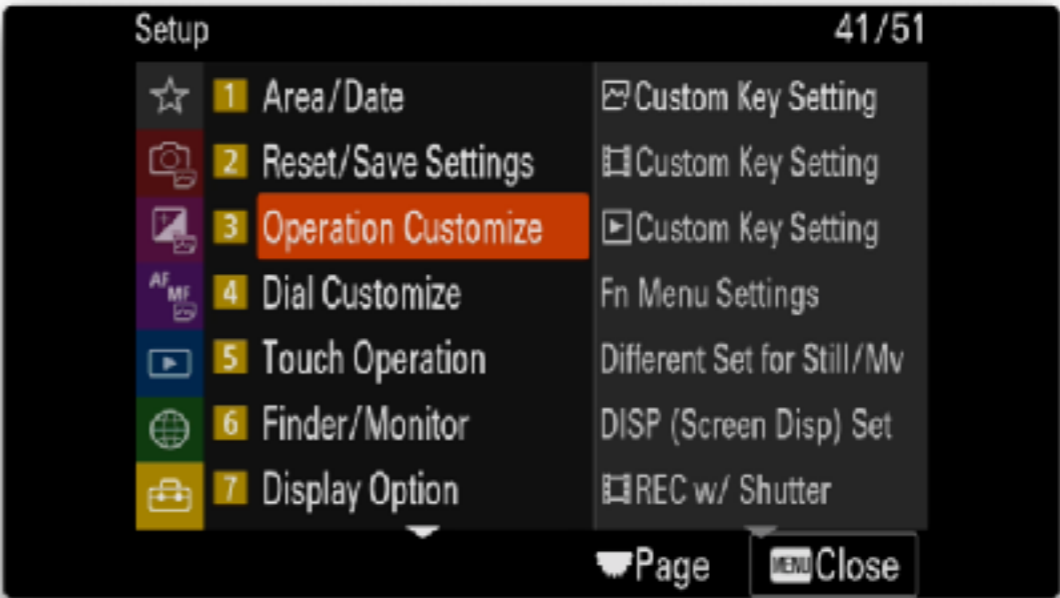 Setup 41/51
1 Area/Date
2 Reset/Save Settings
3 Operation Customize
4 Dial Customize
5 Touch Operation
6 Finder/Monitor
7 Display Option
Custom Key Setting
Custom Key Setting
Custom Key Setting
Fn Menu Settings
Different Set for Still/Mv
DISP (Screen Disp) Set
REC w/ Shutter
AF MF
Page MENU Close